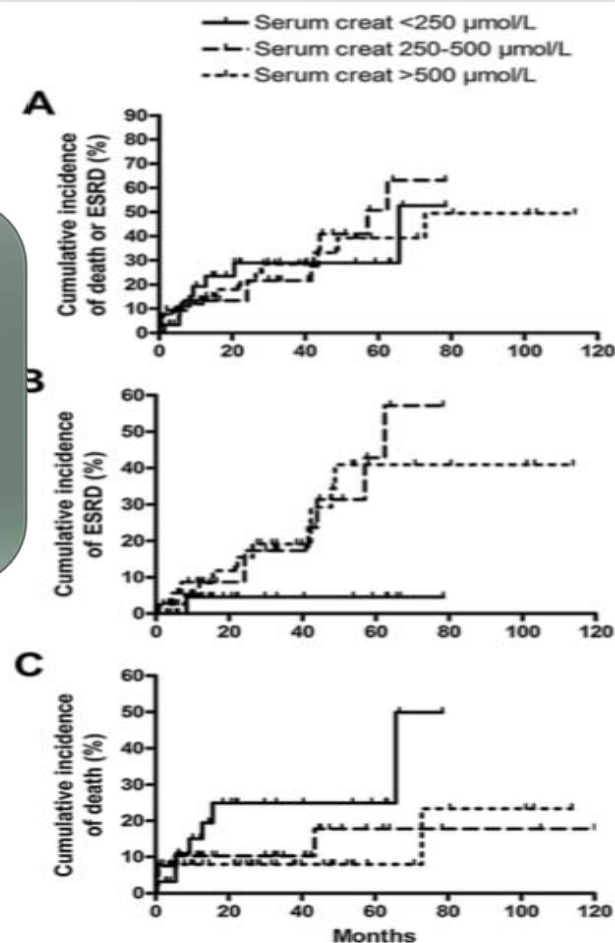 Serum creat <250 µmol/L
Serum creat 250-500 µmol/L
Serum creat >500 µmol/L
A
Cumulative incidence
of death or ESRD (%)
90
80
70
60
50
40
30
20
10
0
0 20 40 60 80 100 120
B
Cumulative incidence
of ESRD (%)
60
50
40
30
20
10
0
0 20 40 60 80 100 120
C
Cumulative incidence
of death (%)
60
50
40
30
20
10
0
0 20 40 60 80 100 120
Months